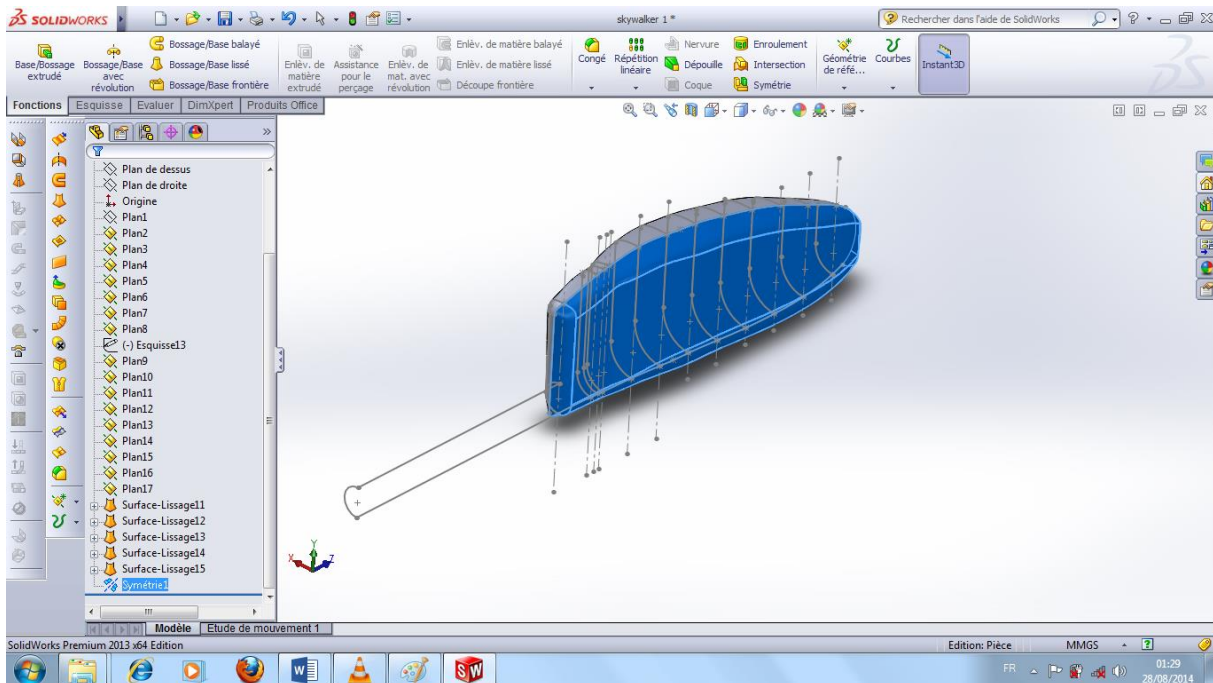 SOLIDWORKS
skywalker 1 *
Rechercher dans l'aide de SolidWorks
Base/Bossage extrudé
Bossage/Base avec révolution
Bossage/Base balayé
Bossage/Base lissé
Bossage/Base frontière
Enlèv. de matière extrudé
Assistance pour le perçage
Enlèv. de mat. avec révolution
Enlèv. de matière balayé
Enlèv. de matière lissé
Découpe frontière
Congé
Répétition linéaire
Nervure
Dépouille
Coque
Enroulement
Intersection
Symétrie
Géométrie de réfé...
Courbes
Instant3D
Fonctions
Esquisse
Evaluer
DimXpert
Produits Office
Plan de dessus
Plan de droite
Origine
Plan1
Plan2
Plan3
Plan4
Plan5
Plan6
Plan7
Plan8
(-) Esquisse13
Plan9
Plan10
Plan11
Plan12
Plan13
Plan14
Plan15
Plan16
Plan17
Surface-Lissage11
Surface-Lissage12
Surface-Lissage13
Surface-Lissage14
Surface-Lissage15
Symétrie1
Y
X
Z
Modèle
Etude de mouvement 1
SolidWorks Premium 2013 x64 Edition
Edition: Pièce
MMGS
FR
01:29
28/08/2014